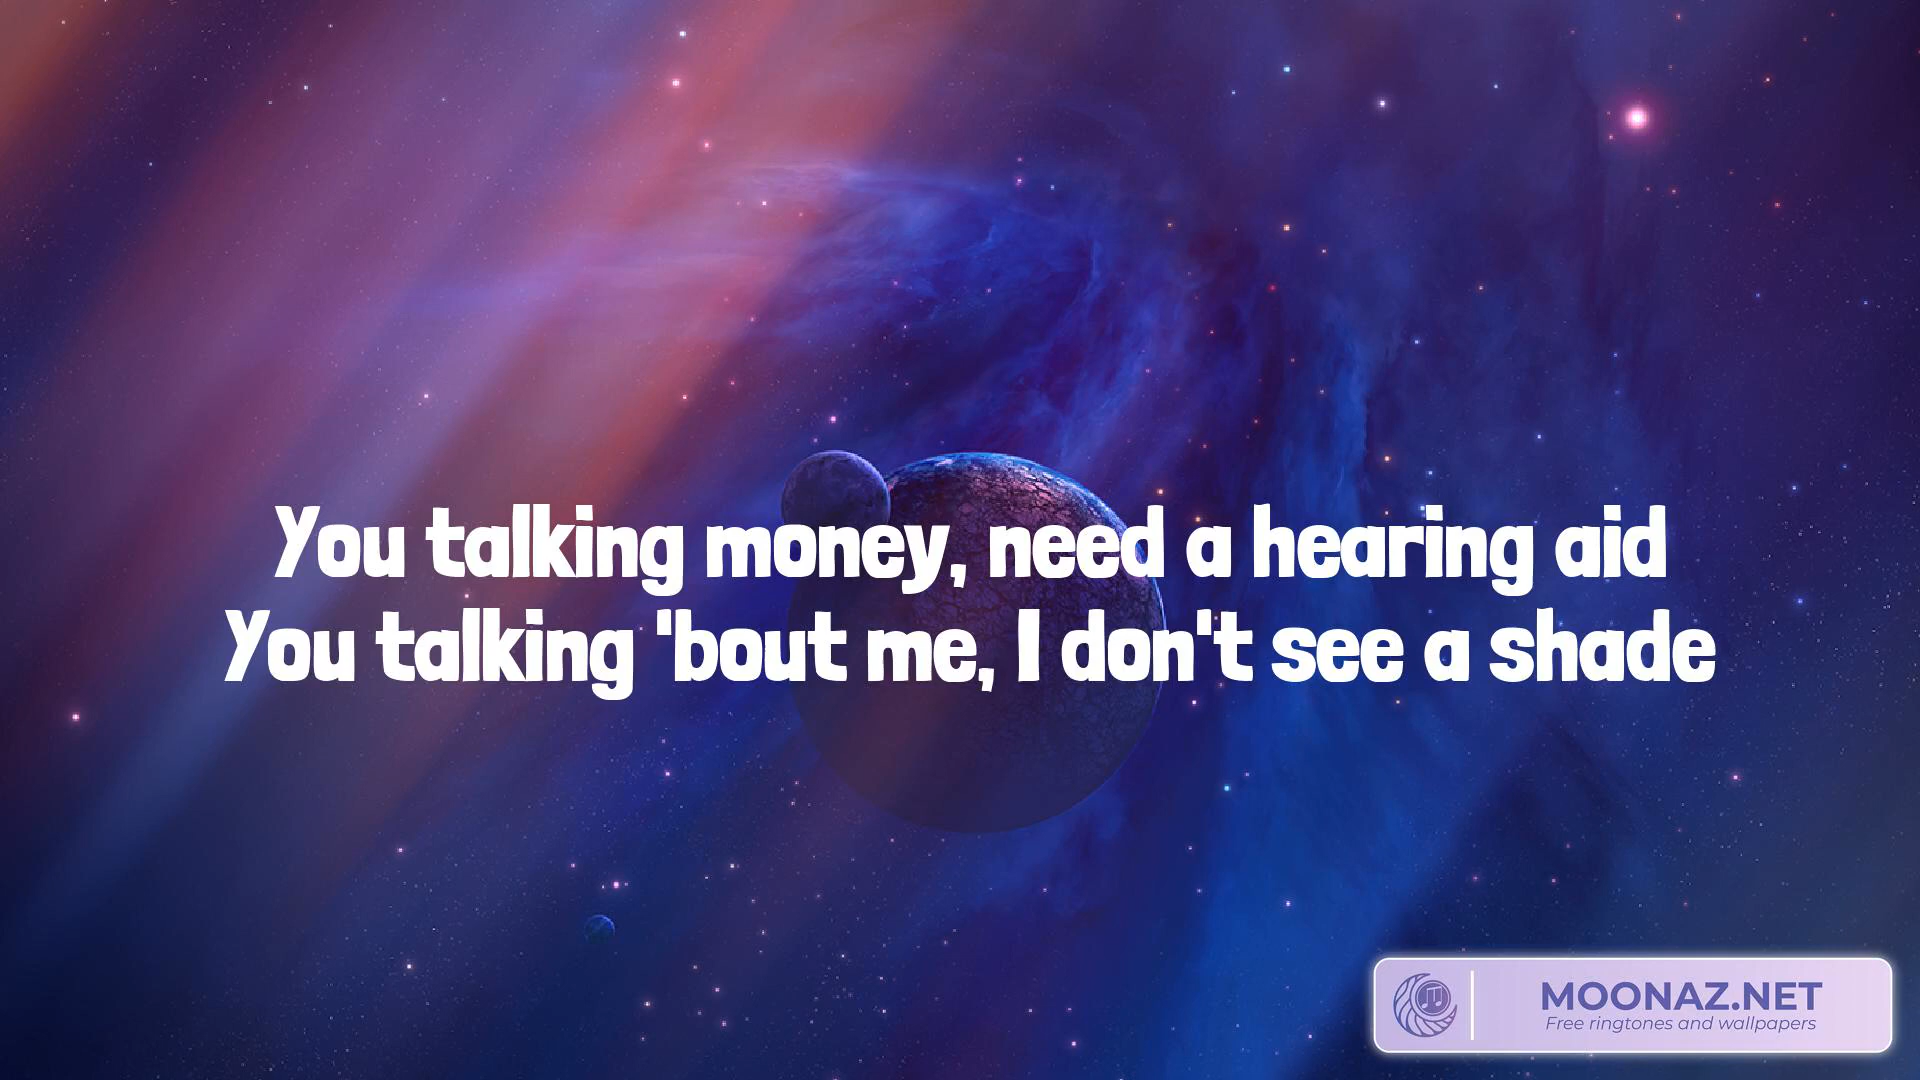 You talking money, need a hearing aid
You talking 'bout me, I don't see a shade
MOONAZ.NET
Free ringtones and wallpapers